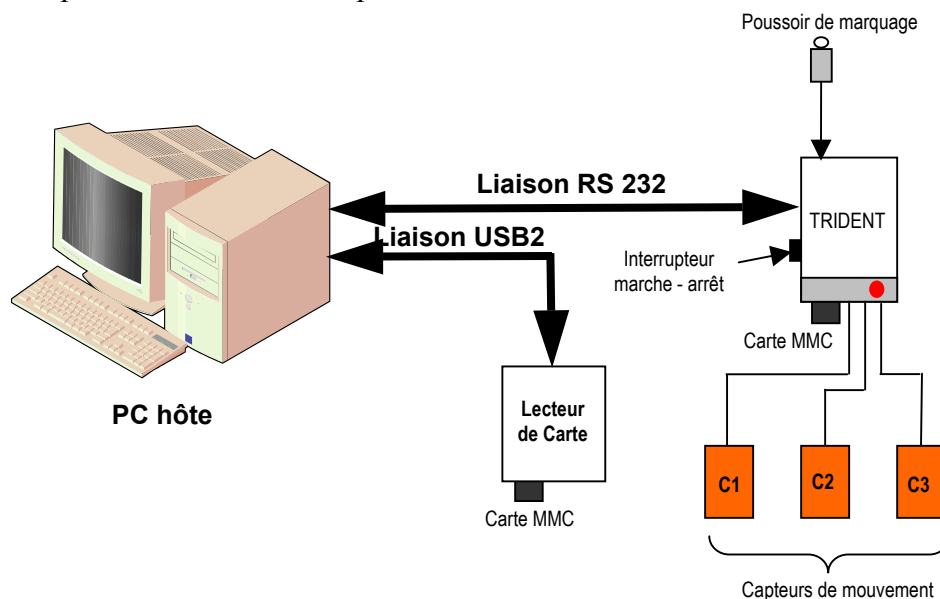 Poussoir de marquage
Liaison RS 232
TRIDENT
Liaison USB2
Interrupteur
marche - arrêt
Carte MMC
PC hôte
Lecteur
de Carte
C1
C2
C3
Carte MMC
Capteurs de mouvement